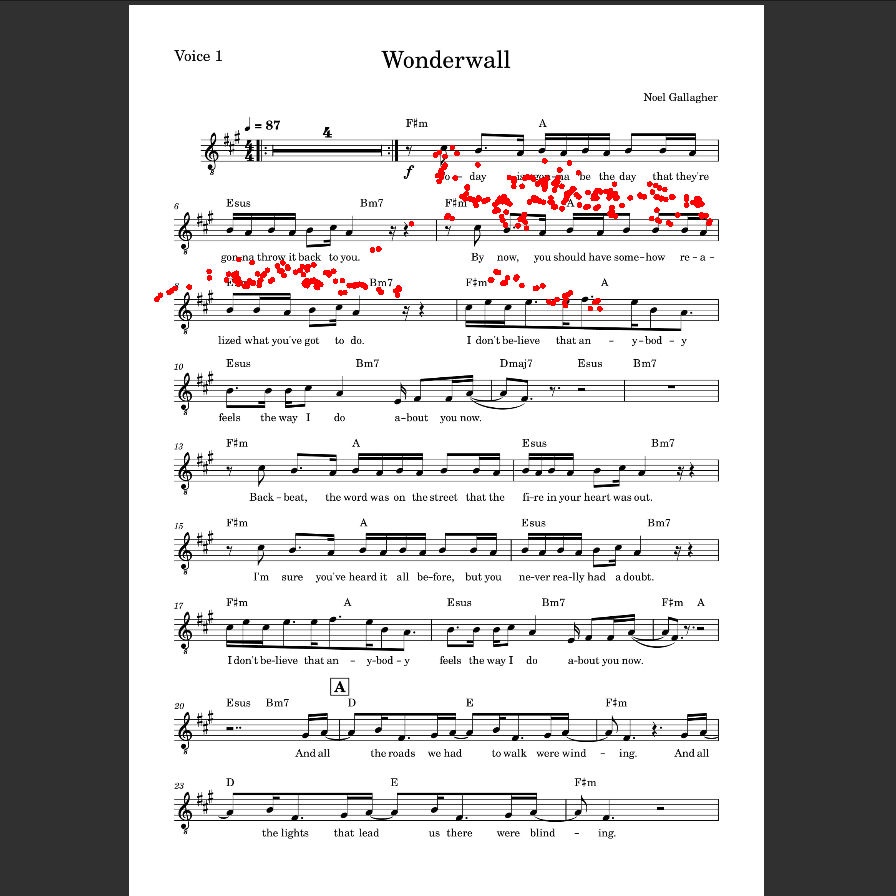 Voice 1
Wonderwall
Noel Gallagher
= 87
4
F♯m A
f day be the day that they're
6 Esus Bm7 F♯m A
gon-na throw it back to you. By now, you should have some-how re-a-
Bm7 F♯m A
lized what you've got to do. I don't be-lieve that an - y-bod - y
10 Esus Bm7 Dmaj7 Esus Bm7
feels the way I do a-bout you now.
13 F♯m A Esus Bm7
Back-beat, the word was on the street that the fi-re in your heart was out.
15 F♯m A Esus Bm7
I'm sure you've heard it all be-fore, but you ne-ver rea-lly had a doubt.
17 F♯m A Esus Bm7 F♯m A
I don't be-lieve that an - y-bod - y feels the way I do a-bout you now.
A
20 Esus Bm7 D E F♯m
And all the roads we had to walk were wind - ing. And all
23 D E F♯m
the lights that lead us there were blind - ing.